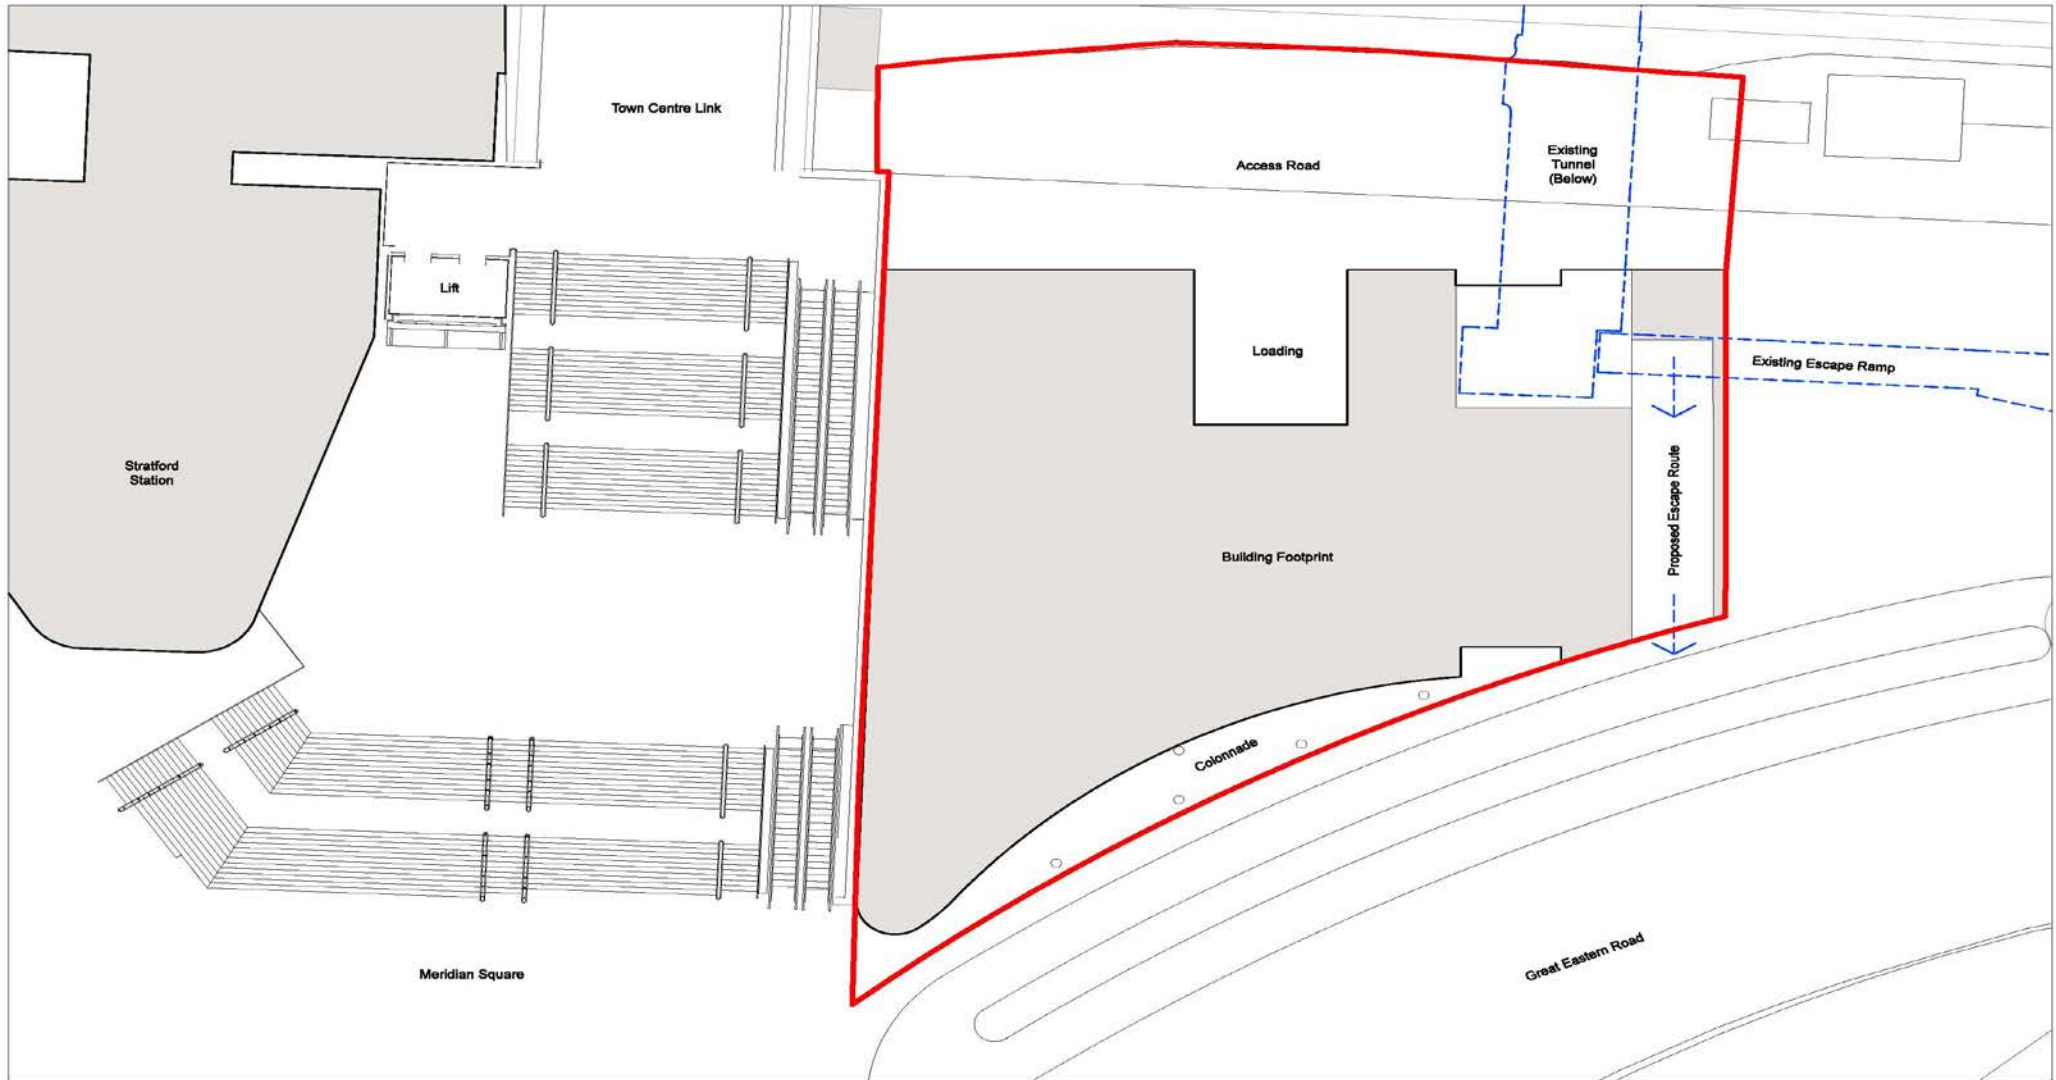 Town Centre Link
Access Road
Existing
Tunnel
(Below)
Lift
Loading
Existing Escape Ramp
Stratford
Station
Proposed Escape Route
Building Footprint
Colonnade
Great Eastern Road
Meridian Square